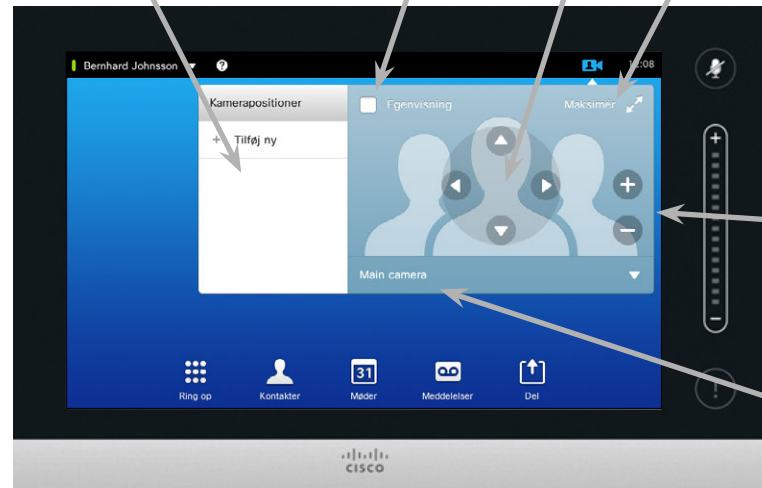 Bernhard Johnsson
?
12:08
Kamerapositioner
Egenvisning
Maksimer
+ Tilføj ny
Main camera
31
Ring op
Kontakter
Møder
Meddelelser
Del
CISCO